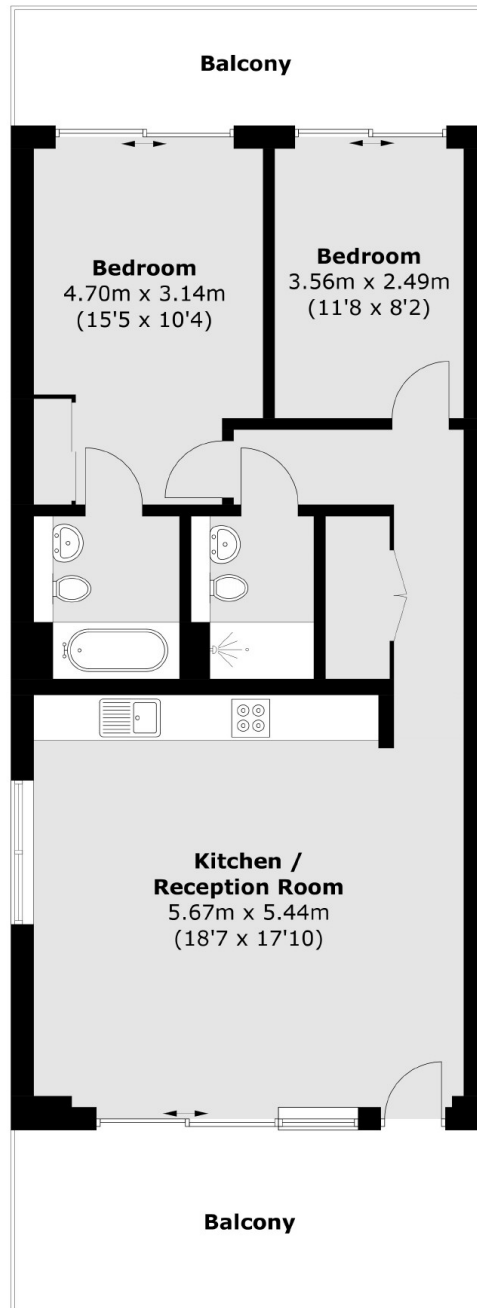 Balcony
Bedroom
4.70m x 3.14m
(15'5 x 10'4)
Bedroom
3.56m x 2.49m
(11'8 x 8'2)
Kitchen /
Reception Room
5.67m x 5.44m
(18'7 x 17'10)
Balcony